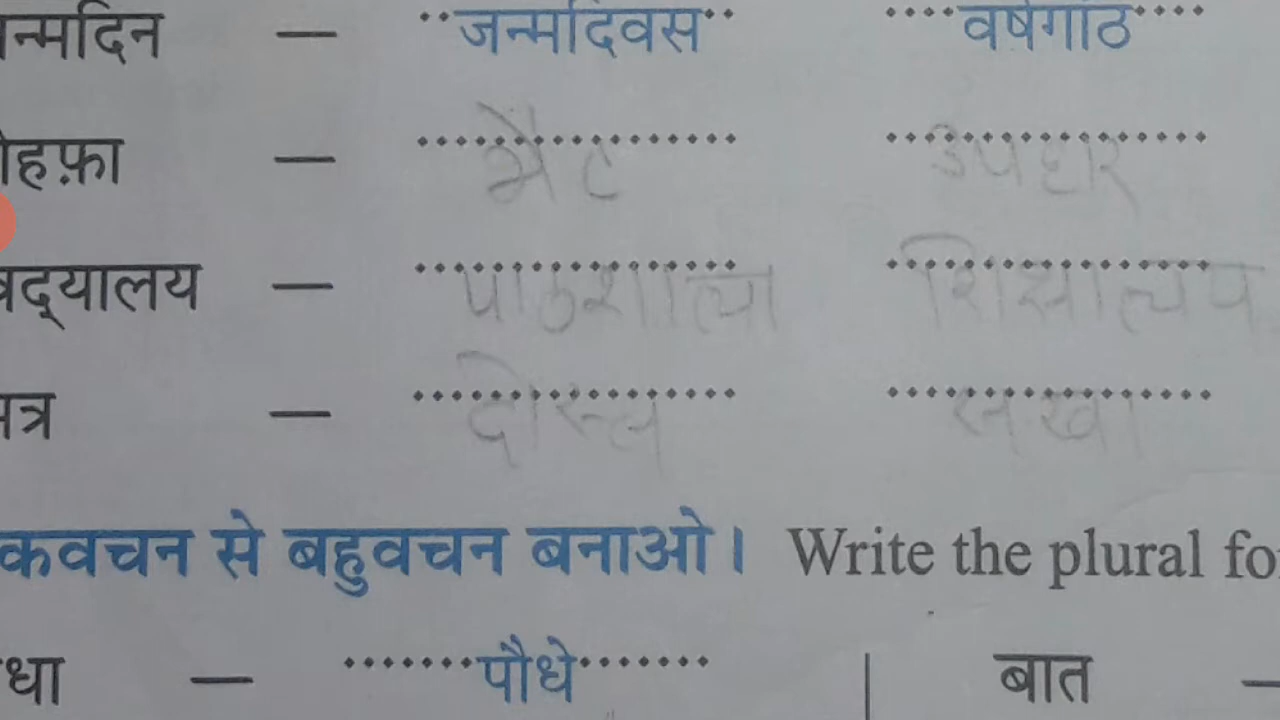 न्मदिन — जन्मदिवस वर्षगाँठ
ोहफ़ा — भैट उपहार
विद्यालय — पाठशाला शिक्षालय
मत्र — दोस्त सखा
कवचन से बहुवचन बनाओ। Write the plural fo
धा — पौधे | बात —